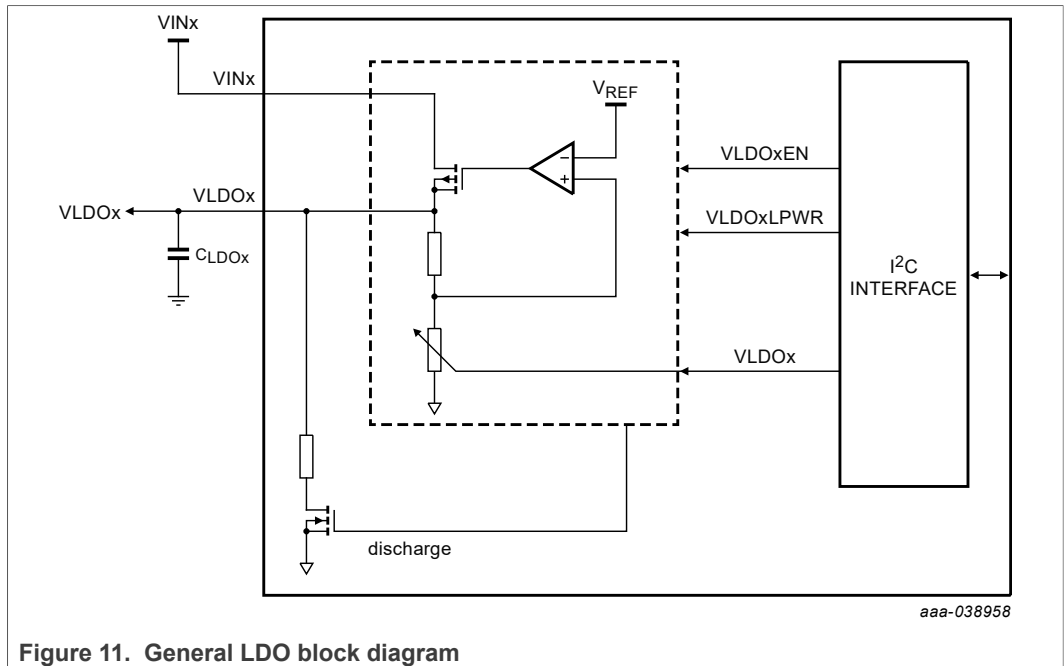 VINx
VINx
VREF
VLDOxEN
VLDOx
VLDOx
CLDOx
VLDOxLPWR
I2C
INTERFACE
VLDOx
discharge
−
+
aaa-038958
Figure 11. General LDO block diagram